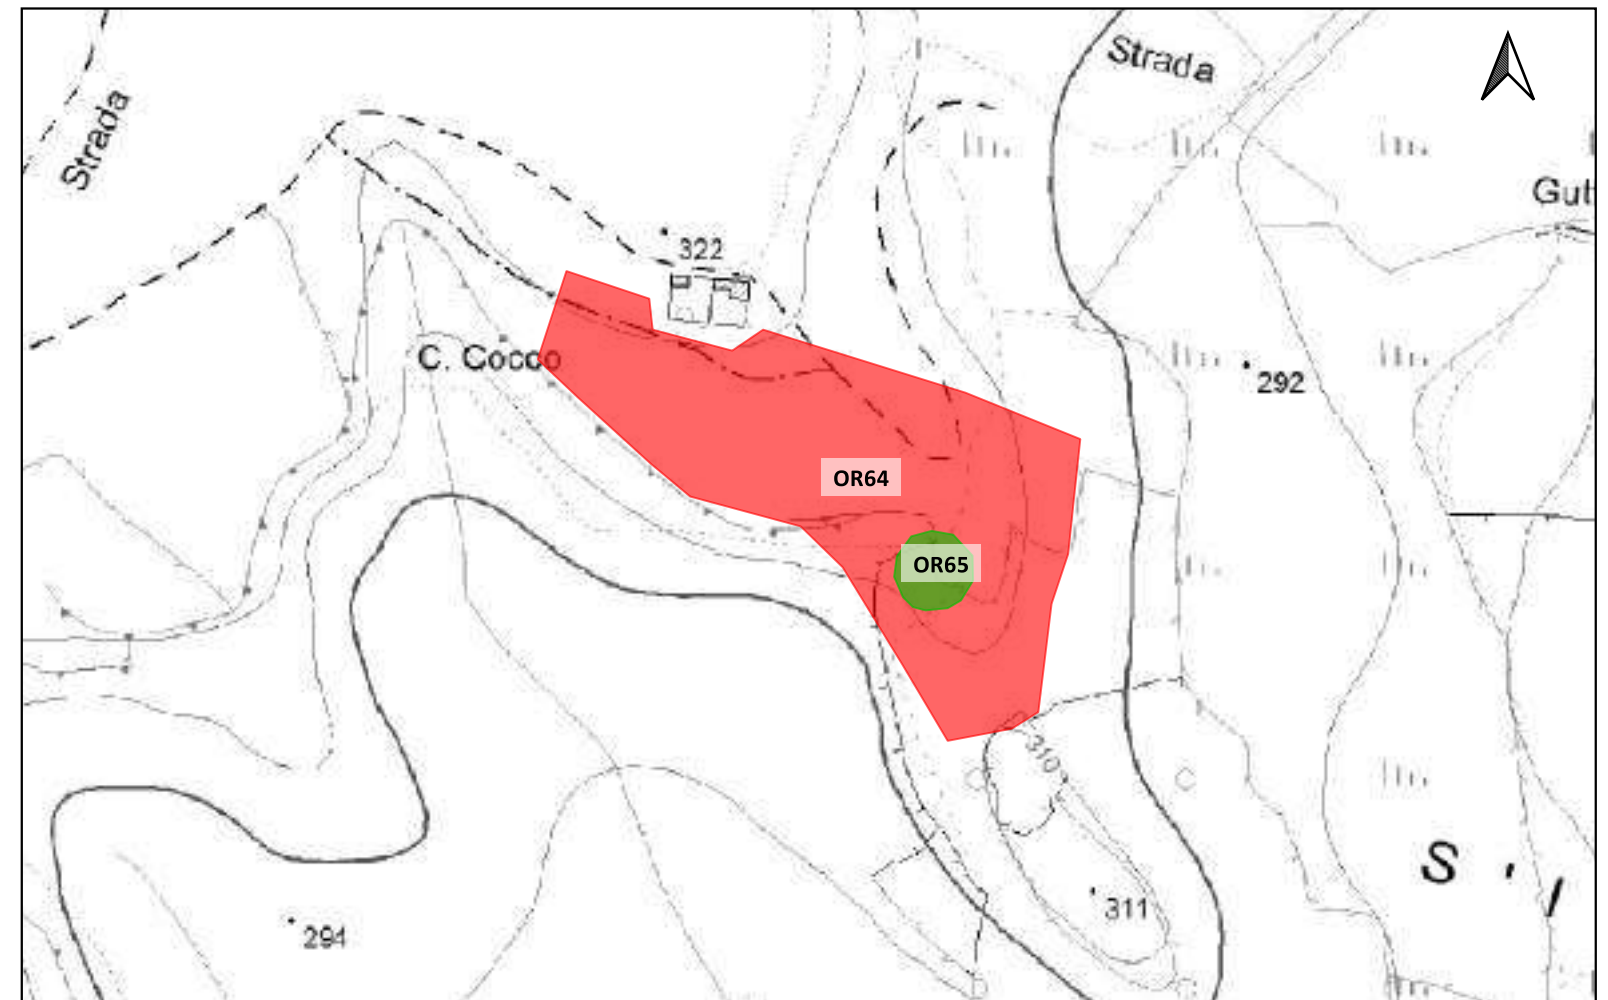 Strada
Strada
Gut
322
C. Cocco
292
OR64
OR65
310
S ' I
311
294